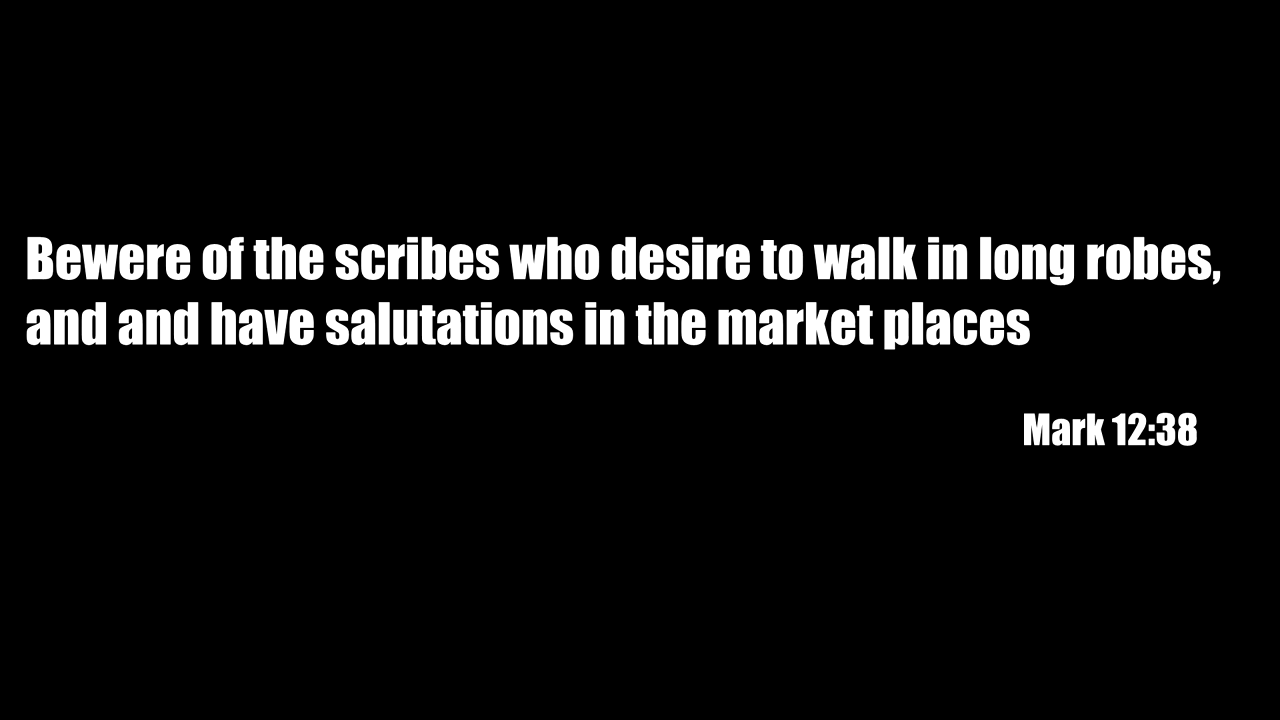 Bewere of the scribes who desire to walk in long robes,
and and have salutations in the market places
Mark 12:38